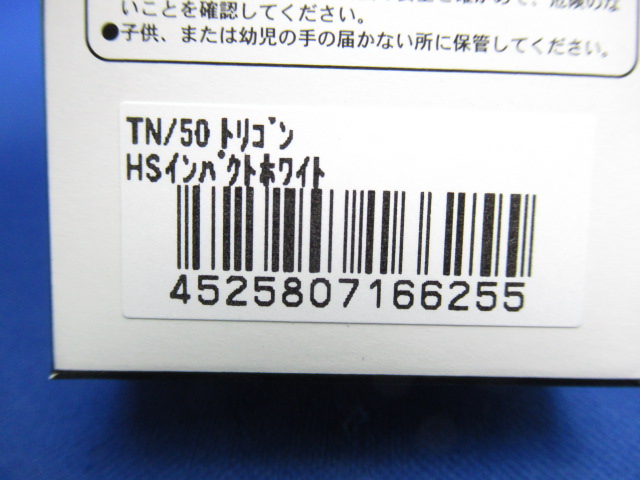 いことを確認してください。
●子供、または幼児の手の届かない所に保管してください。
TN/50 ﾄﾘｺﾞﾝ
HSｲﾝﾊﾟｸﾄﾎﾜｲﾄ
4525807166255